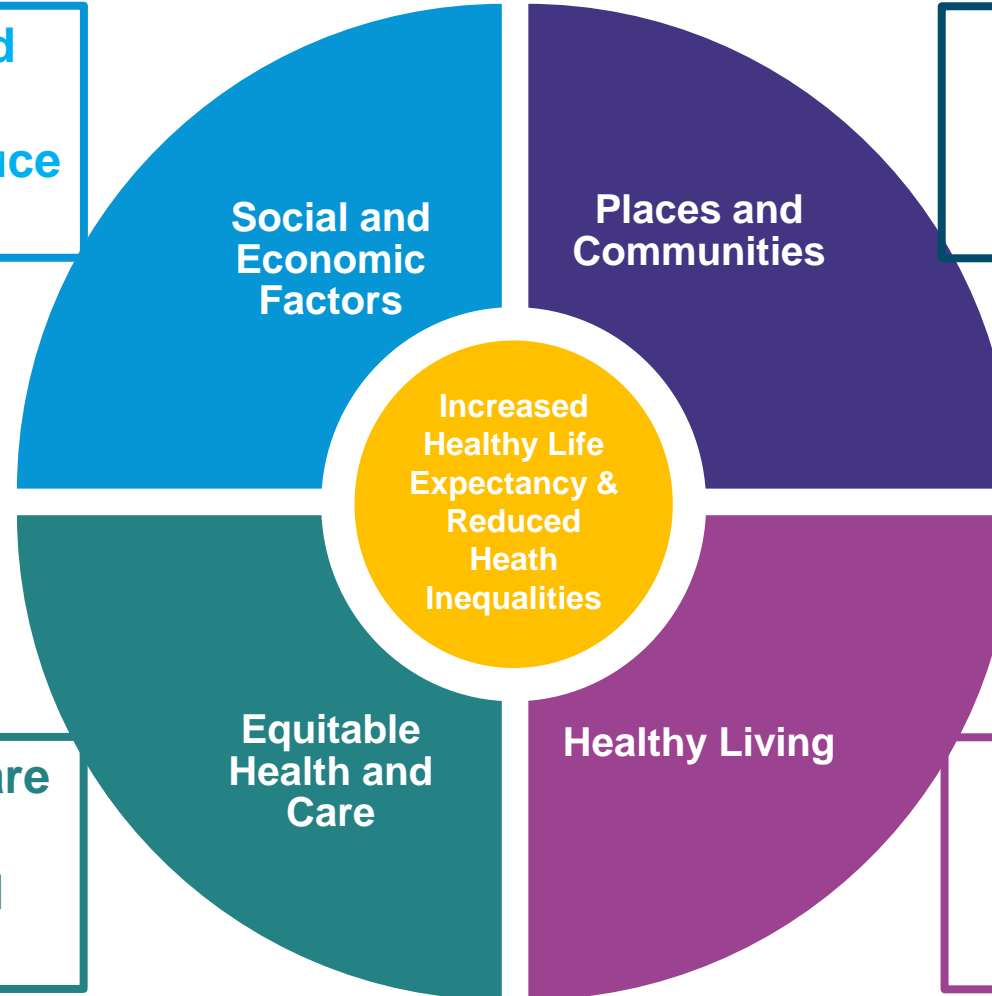 Social and
Economic
Factors
Places and
Communities
Increased
Healthy Life
Expectancy &
Reduced
Heath
Inequalities
Equitable
Health and
Care
Healthy Living